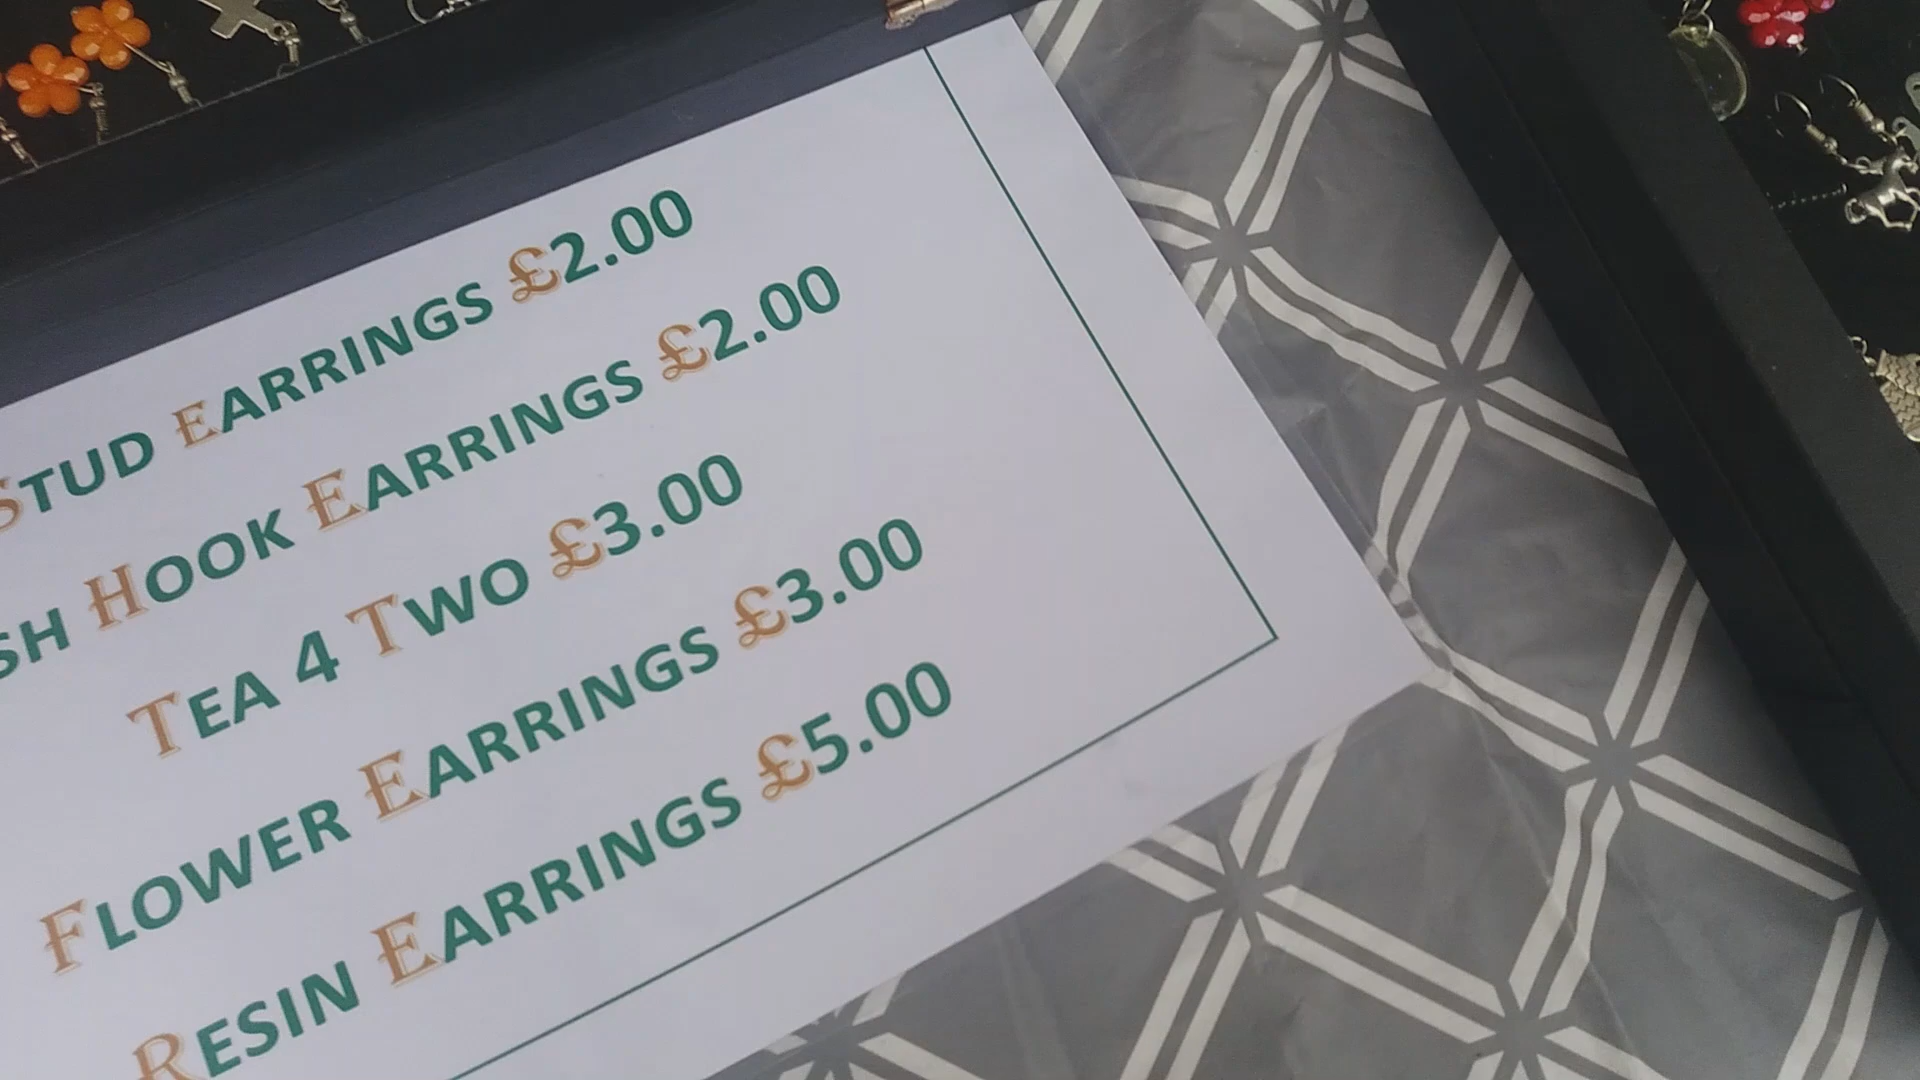 STUD EARRINGS £2.00
SH HOOK EARRINGS £2.00
TEA 4 TWO £3.00
FLOWER EARRINGS £3.00
RESIN EARRINGS £5.00